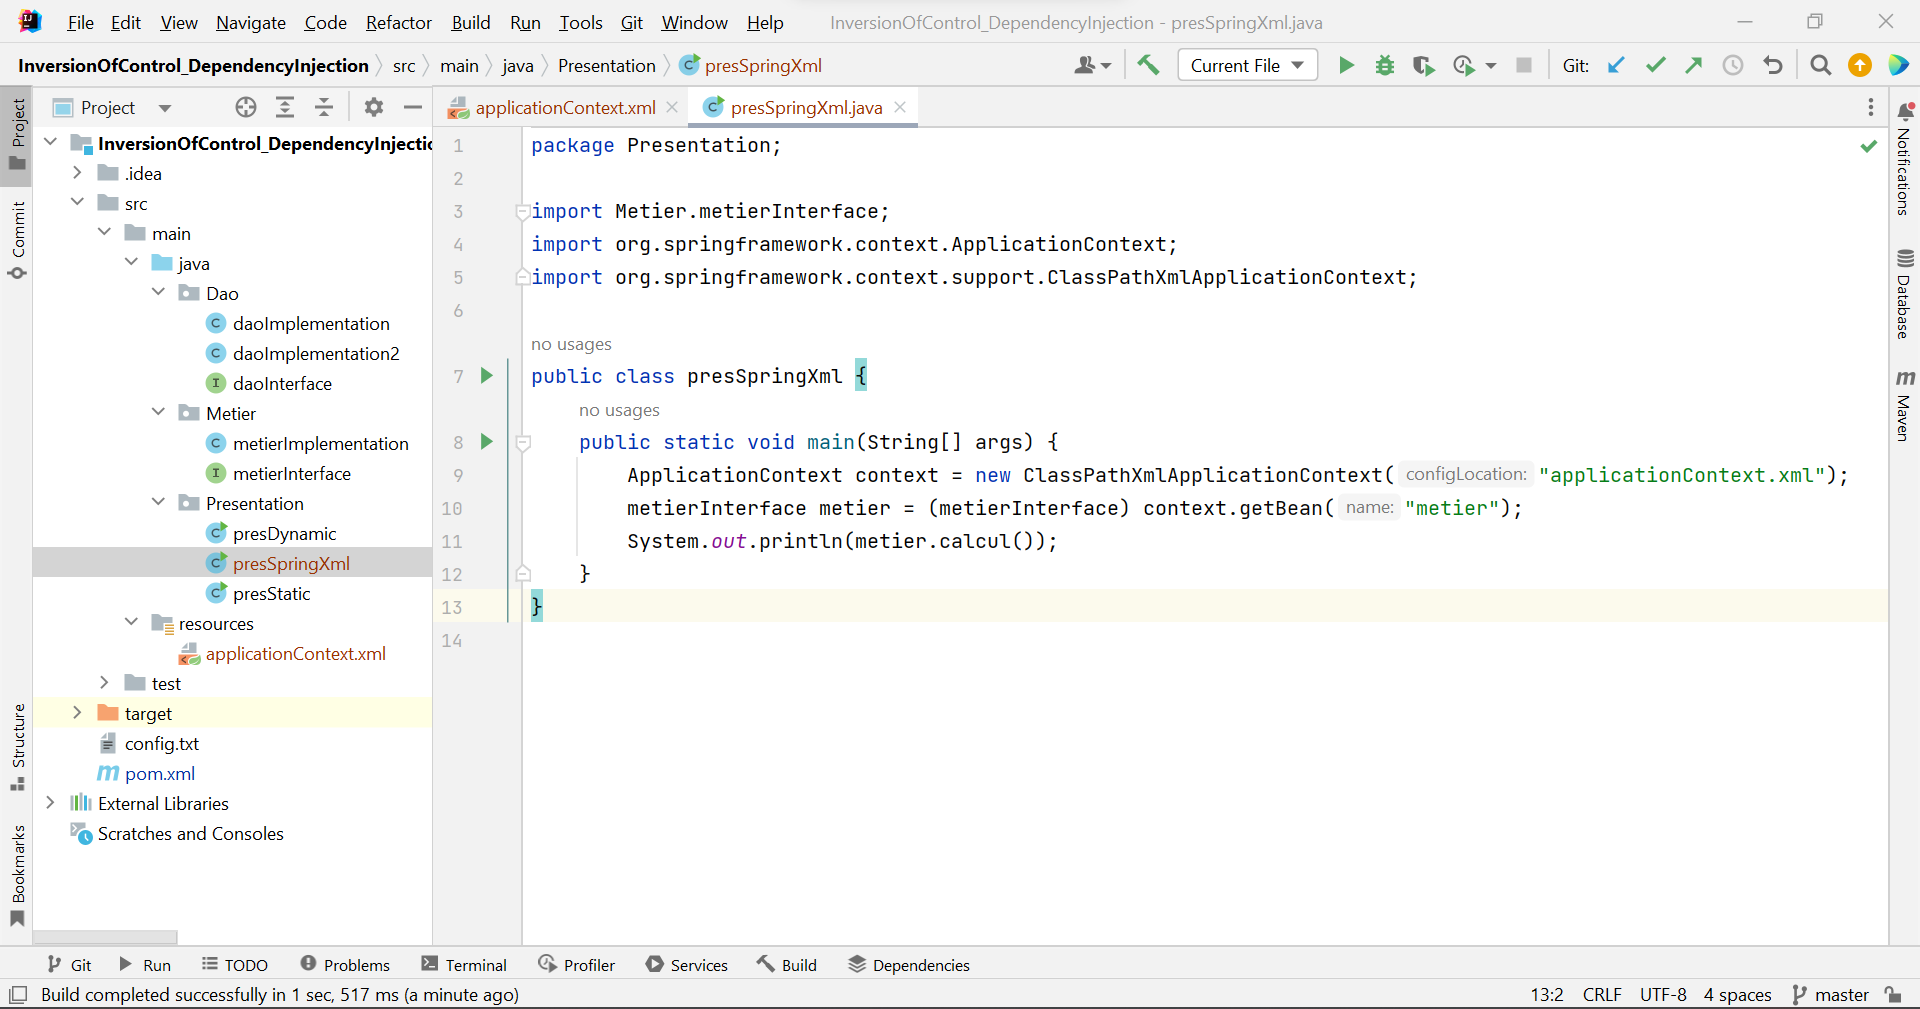 File Edit View Navigate Code Refactor Build Run Tools Git Window Help InversionOfControl_DependencyInjection - presSpringXml.java
InversionOfControl_DependencyInjection src main java Presentation presSpringXml Current File Git:
Project
Commit
Structure
Bookmarks
Project
InversionOfControl_DependencyInjectic
.idea
src
main
java
Dao
daoImplementation
daoImplementation2
daoInterface
Metier
metierImplementation
metierInterface
Presentation
presDynamic
presSpringXml
presStatic
resources
applicationContext.xml
test
target
config.txt
pom.xml
External Libraries
Scratches and Consoles
applicationContext.xml presSpringXml.java
1 package Presentation;
2
3 import Metier.metierInterface;
4 import org.springframework.context.ApplicationContext;
5 import org.springframework.context.support.ClassPathXmlApplicationContext;
6
no usages
7 public class presSpringXml {
no usages
8 public static void main(String[] args) {
9 ApplicationContext context = new ClassPathXmlApplicationContext( configLocation: "applicationContext.xml");
10 metierInterface metier = (metierInterface) context.getBean( name: "metier");
11 System.out.println(metier.calcul());
12 }
13 }
14
Notifications
Database
Maven
Git Run TODO Problems Terminal Profiler Services Build Dependencies
Build completed successfully in 1 sec, 517 ms (a minute ago) 13:2 CRLF UTF-8 4 spaces master